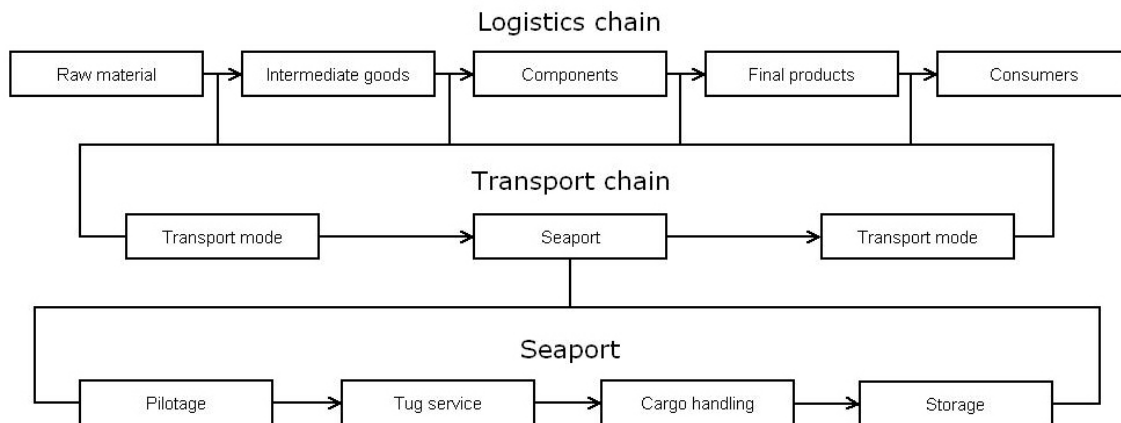 Logistics chain
Raw material
Intermediate goods
Components
Final products
Consumers
Transport chain
Transport mode
Seaport
Transport mode
Seaport
Pilotage
Tug service
Cargo handling
Storage